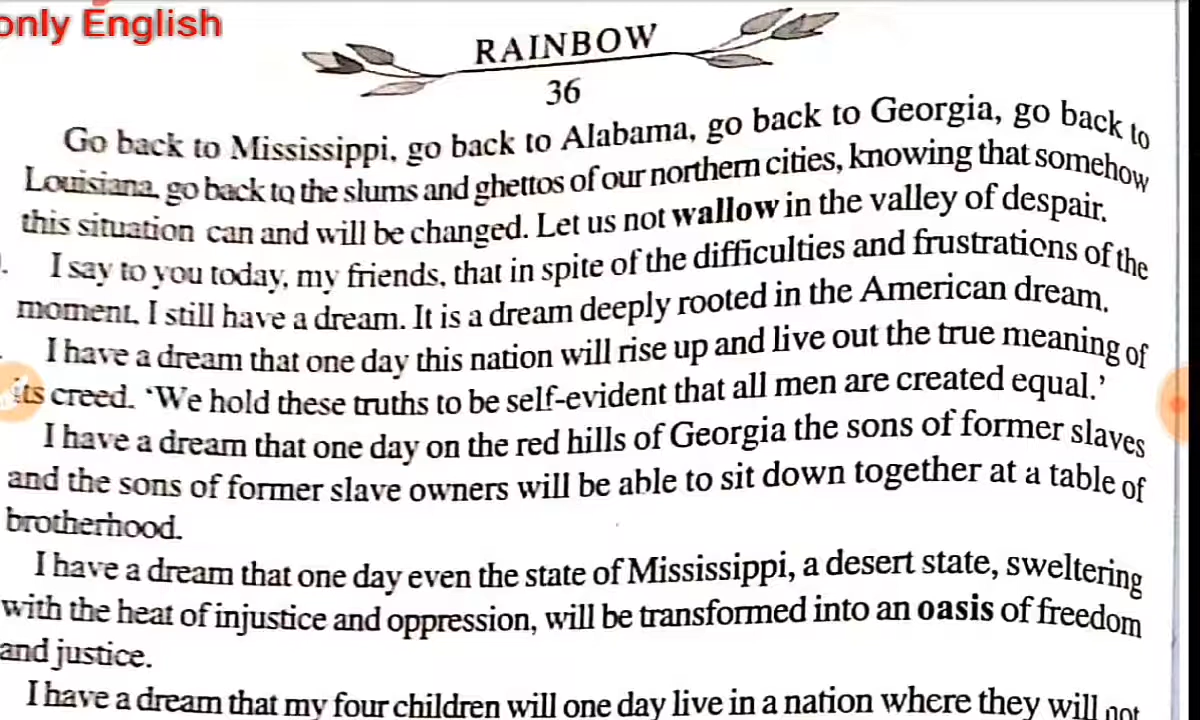 only English
RAINBOW
36
Go back to Mississippi, go back to Alabama, go back to Georgia, go back to
Louisiana, go back to the slums and ghettos of our northern cities, knowing that somehow
this situation can and will be changed. Let us not wallow in the valley of despair.
I say to you today, my friends, that in spite of the difficulties and frustrations of the
moment, I still have a dream. It is a dream deeply rooted in the American dream.
I have a dream that one day this nation will rise up and live out the true meaning of
its creed. 'We hold these truths to be self-evident that all men are created equal.'
I have a dream that one day on the red hills of Georgia the sons of former slaves
and the sons of former slave owners will be able to sit down together at a table of
brotherhood.
I have a dream that one day even the state of Mississippi, a desert state, sweltering
with the heat of injustice and oppression, will be transformed into an oasis of freedom
and justice.
I have a dream that my four children will one day live in a nation where they will not